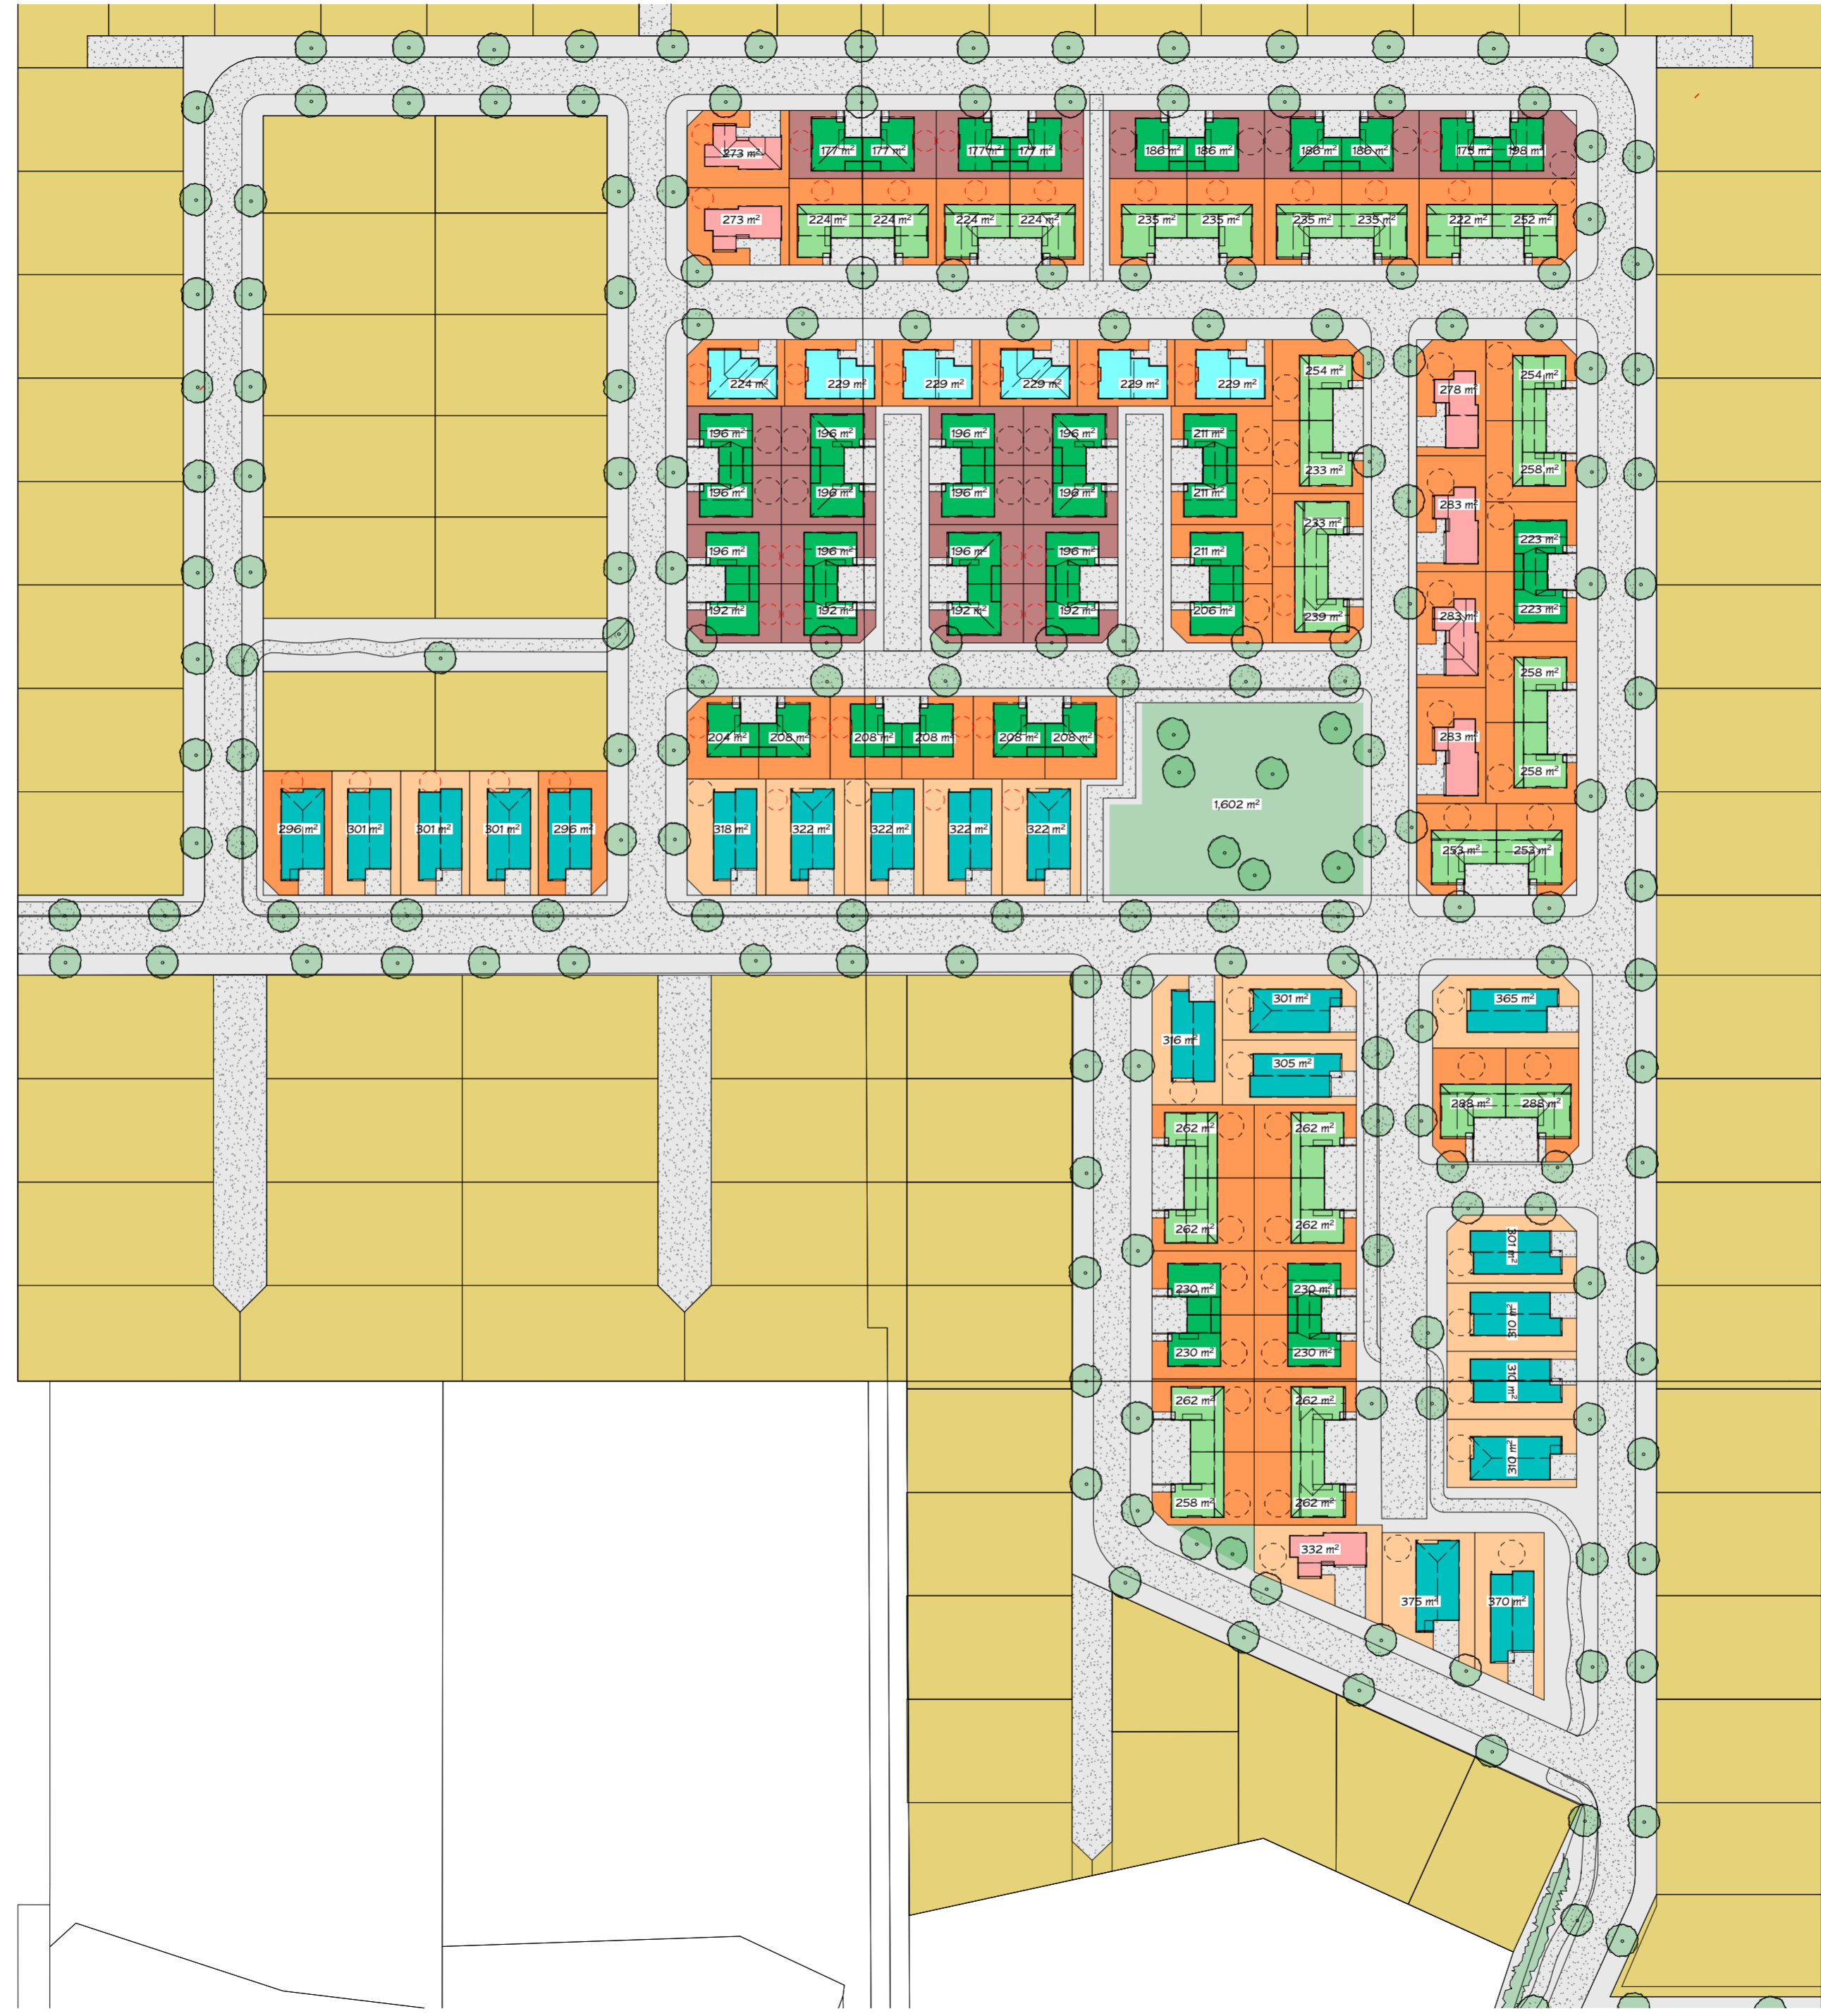 273 m² 177 m² 177 m² 177 m² 177 m² 186 m² 186 m² 186 m² 186 m² 175 m² 198 m²
273 m² 224 m² 224 m² 224 m² 224 m² 235 m² 235 m² 235 m² 235 m² 222 m² 252 m²
224 m² 229 m² 229 m² 229 m² 229 m² 229 m² 254 m² 278 m² 254 m²
196 m² 196 m² 196 m² 196 m² 211 m²
233 m² 258 m²
196 m² 196 m² 196 m² 196 m² 211 m² 283 m²
233 m² 223 m²
196 m² 196 m² 196 m² 196 m² 211 m²
192 m² 192 m² 192 m² 192 m² 206 m² 239 m² 283 m² 223 m²
258 m²
204 m² 208 m² 208 m² 208 m² 208 m² 208 m² 283 m²
258 m²
1,602 m²
296 m² 301 m² 301 m² 301 m² 296 m² 318 m² 322 m² 322 m² 322 m² 322 m²
253 m² 253 m²
301 m² 365 m²
316 m²
305 m²
288 m² 288 m²
262 m² 262 m²
262 m² 262 m²
301 m²
230 m² 230 m²
310 m²
230 m² 230 m²
310 m²
262 m² 262 m²
310 m²
258 m² 262 m²
332 m²
375 m² 370 m²